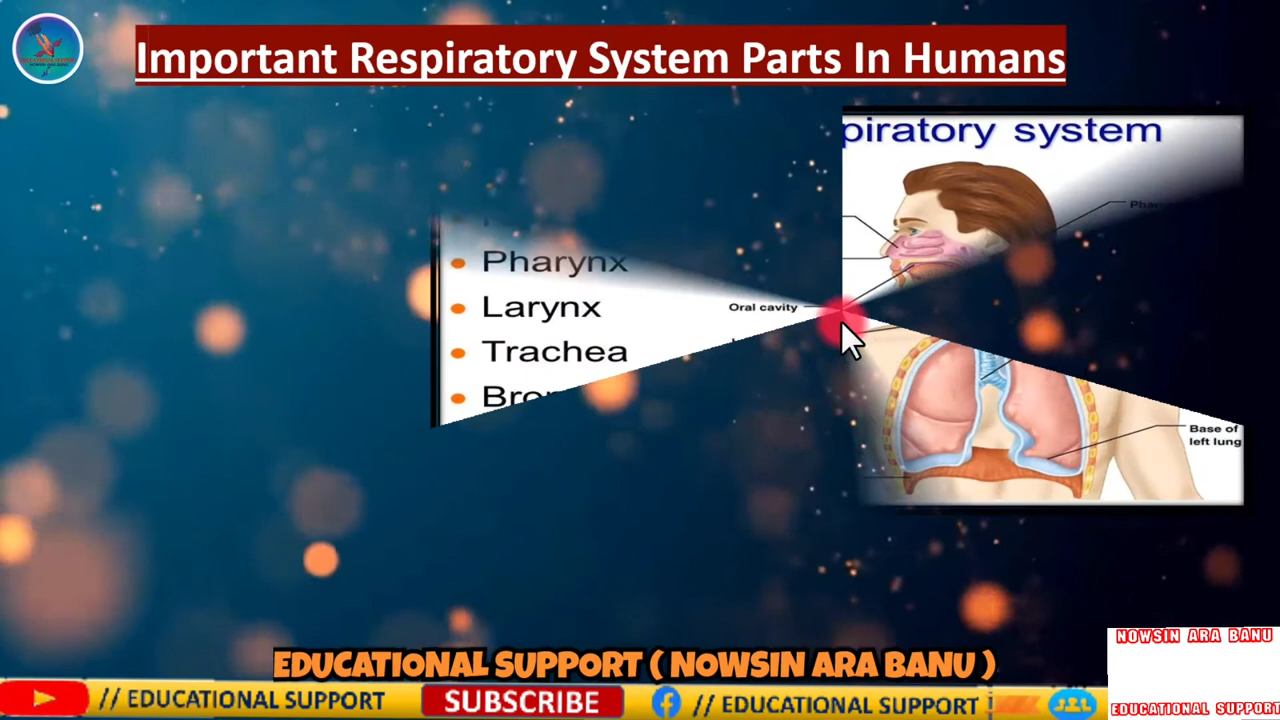 Important Respiratory System Parts In Humans
piratory system
Pharynx
Larynx
Trachea
Oral cavity
Base of
left lung
EDUCATIONAL SUPPORT ( NOWSIN ARA BANU )
NOWSIN ARA BANU
EDUCATIONAL SUPPORT
// EDUCATIONAL SUPPORT
SUBSCRIBE
// EDUCATIONAL SUPPORT